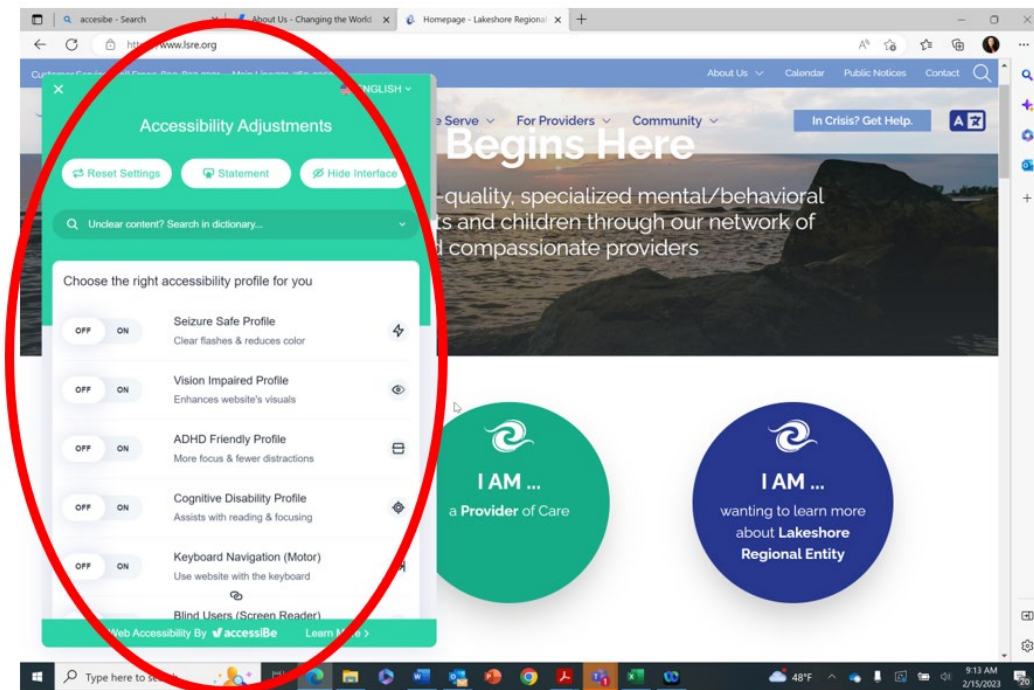 accesibe - Search
About Us - Changing the World
Homepage - Lakeshore Regional
www.lsre.org
About Us
Calendar
Public Notices
Contact
ENGLISH
Accessibility Adjustments
Reset Settings
Statement
Hide Interface
Unclear content? Search in dictionary...
Choose the right accessibility profile for you
OFF ON Seizure Safe Profile
Clear flashes & reduces color
OFF ON Vision Impaired Profile
Enhances website's visuals
OFF ON ADHD Friendly Profile
More focus & fewer distractions
OFF ON Cognitive Disability Profile
Assists with reading & focusing
OFF ON Keyboard Navigation (Motor)
Use website with the keyboard
Blind Users (Screen Reader)
Web Accessibility By accessiBe
Learn More >
Serve
For Providers
Community
In Crisis? Get Help.
Begins Here
-quality, specialized mental/behavioral
ts and children through our network of
d compassionate providers
I AM ...
a Provider of Care
I AM ...
wanting to learn more
about Lakeshore
Regional Entity
Type here to search
48°F
9:13 AM
2/15/2023